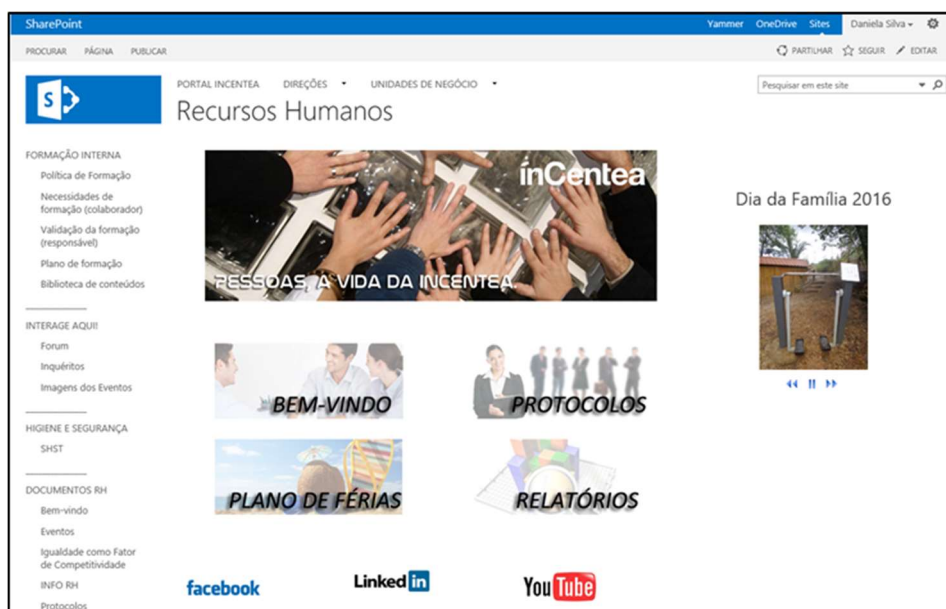 SharePoint
Yammer OneDrive Sites Daniela Silva
PROCURAR PÁGINA PUBLICAR
PARTILHAR SEGUIR EDITAR
PORTAL INCENTEA DIREÇÕES UNIDADES DE NEGÓCIO
Pesquisar em este site
S
Recursos Humanos
FORMAÇÃO INTERNA
Política de Formação
Necessidades de
formação (colaborador)
Validação da formação
(responsável)
Plano de formação
Biblioteca de conteúdos
INTERAGE AQUI!
Forum
Inquéritos
Imagens dos Eventos
HIGIENE E SEGURANÇA
SHST
DOCUMENTOS RH
Bem-vindo
Eventos
Igualdade como Fator
de Competitividade
INFO RH
Protocolos
inCentea
PESSOAS, A VIDA DA INCENTEA.
BEM-VINDO
PROTOCOLOS
PLANO DE FÉRIAS
RELATÓRIOS
facebook
Linked in
YouTube
Dia da Família 2016